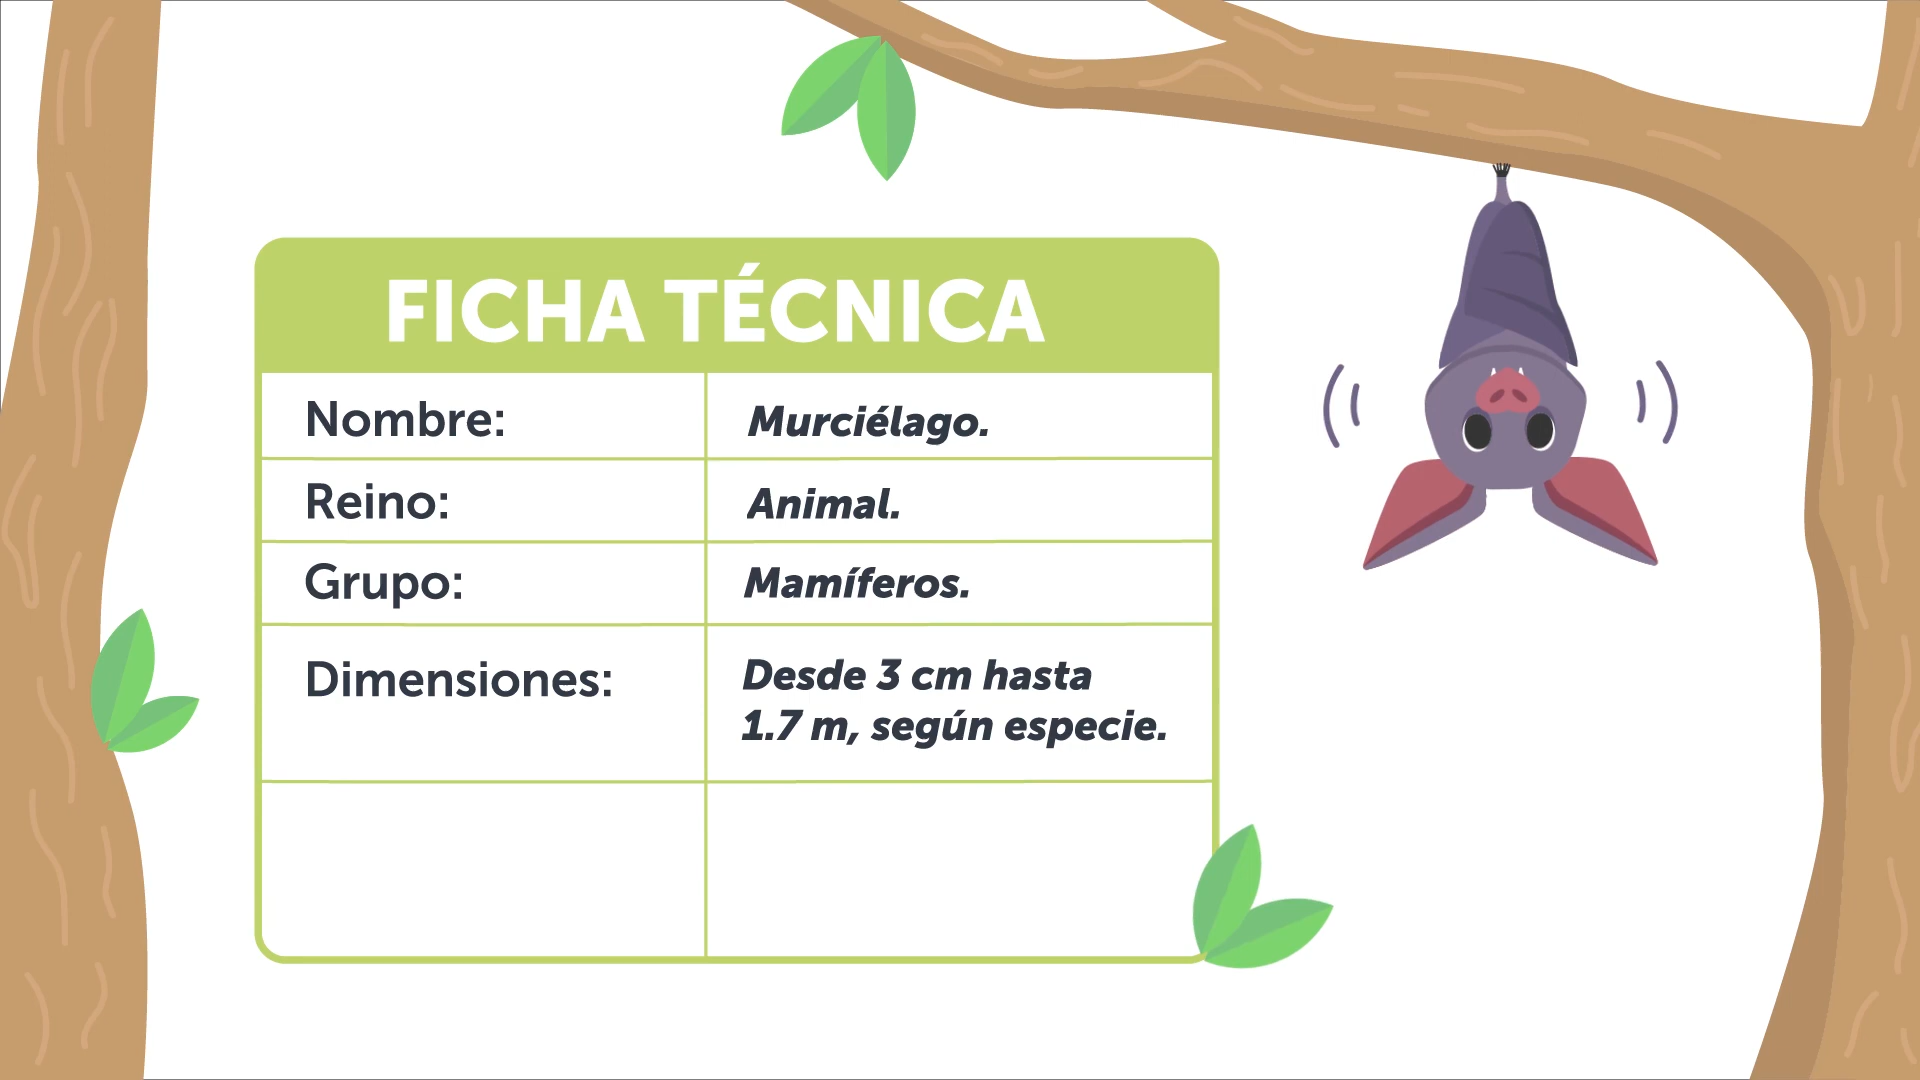 FICHA TÉCNICA
Nombre: Murciélago.
Reino: Animal.
Grupo: Mamíferos.
Dimensiones: Desde 3 cm hasta
1.7 m, según especie.